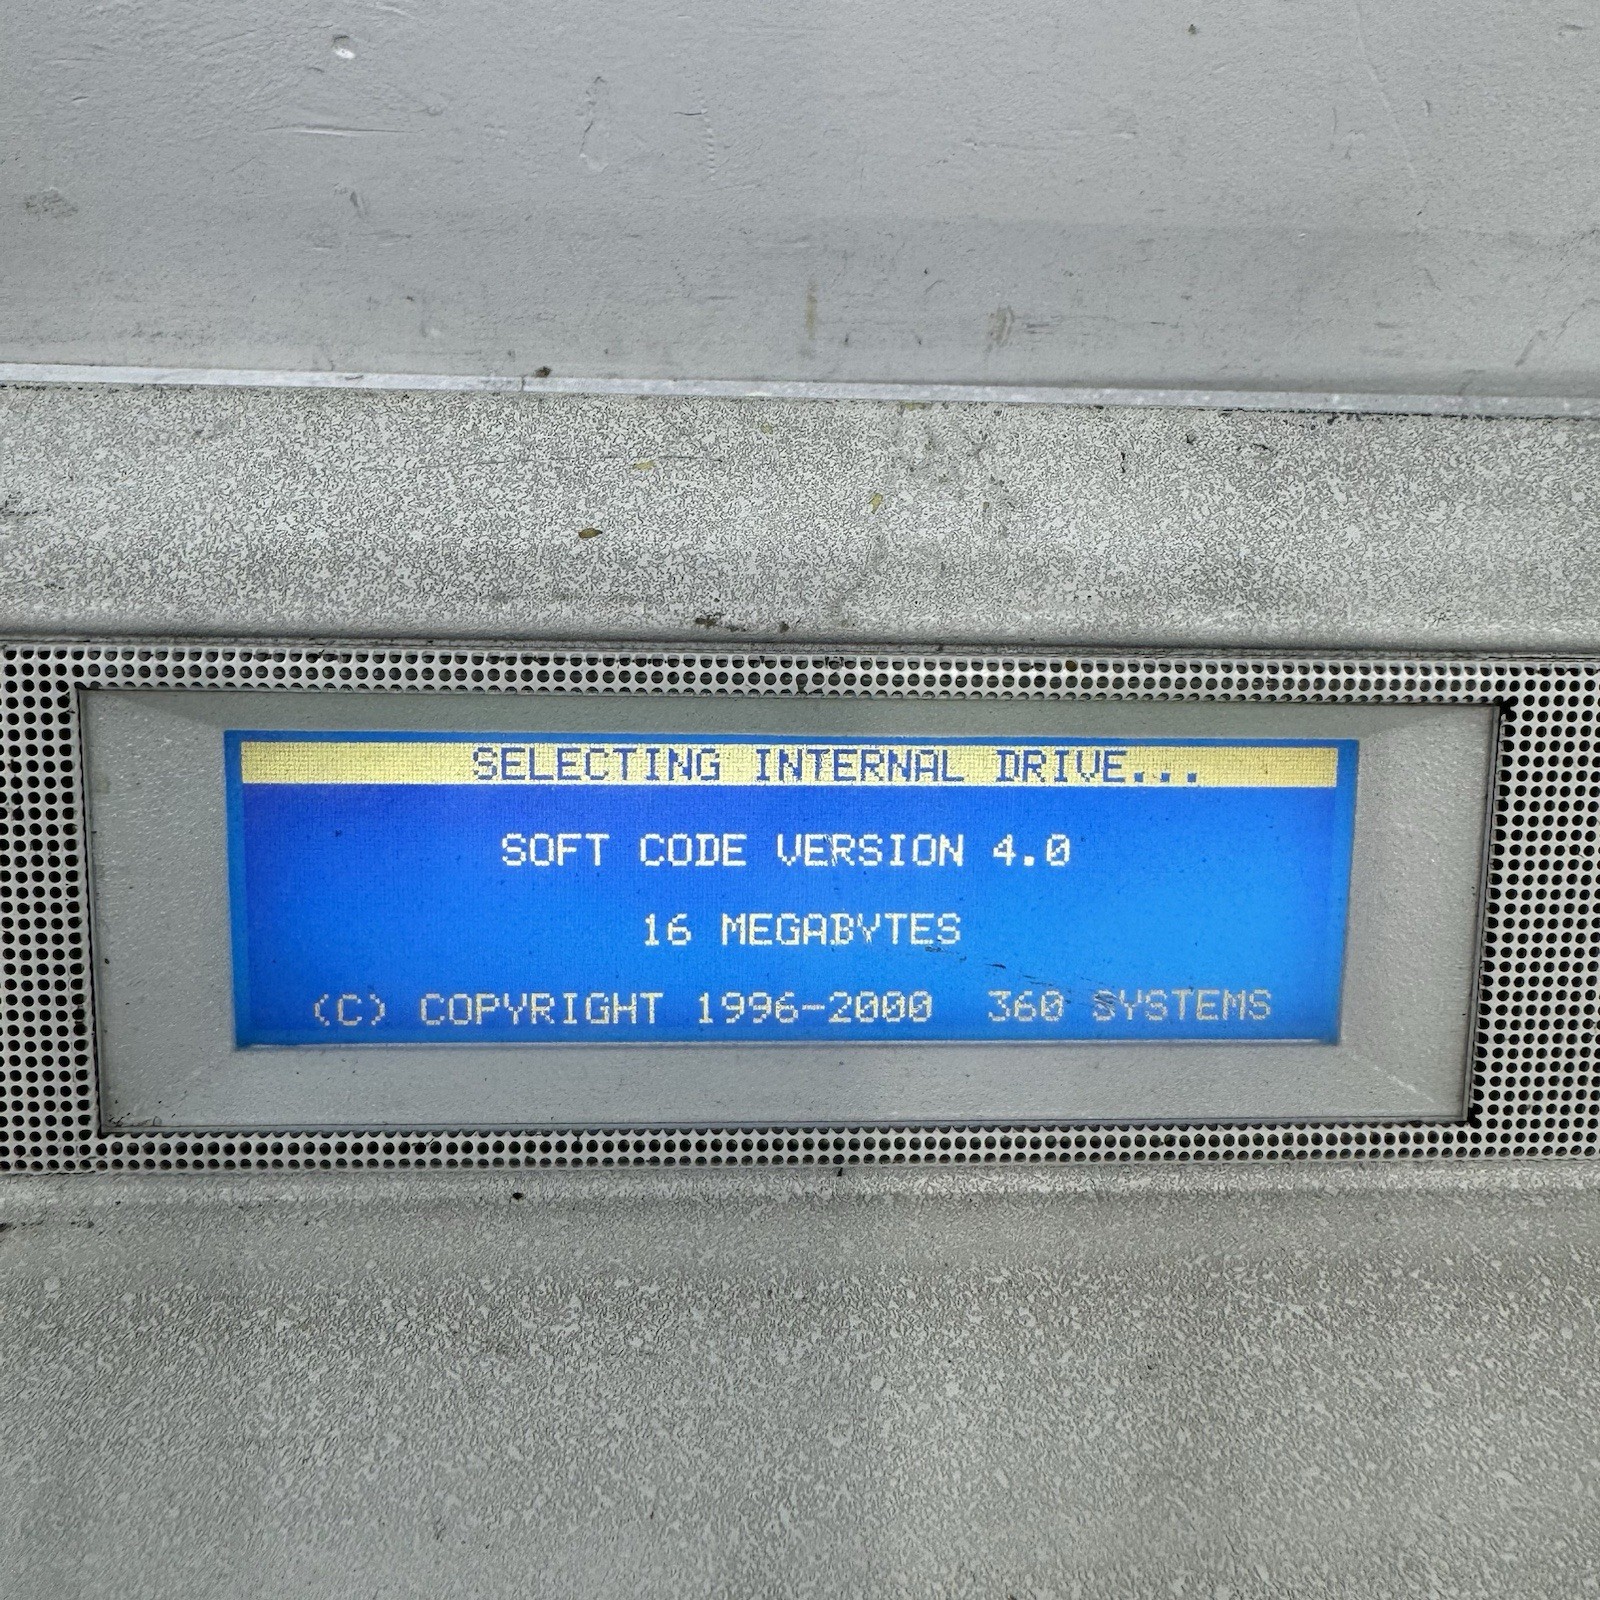 SELECTING INTERNAL DRIVE...
SOFT CODE VERSION 4.0
16 MEGABYTES
(C) COPYRIGHT 1996-2000 360 SYSTEMS